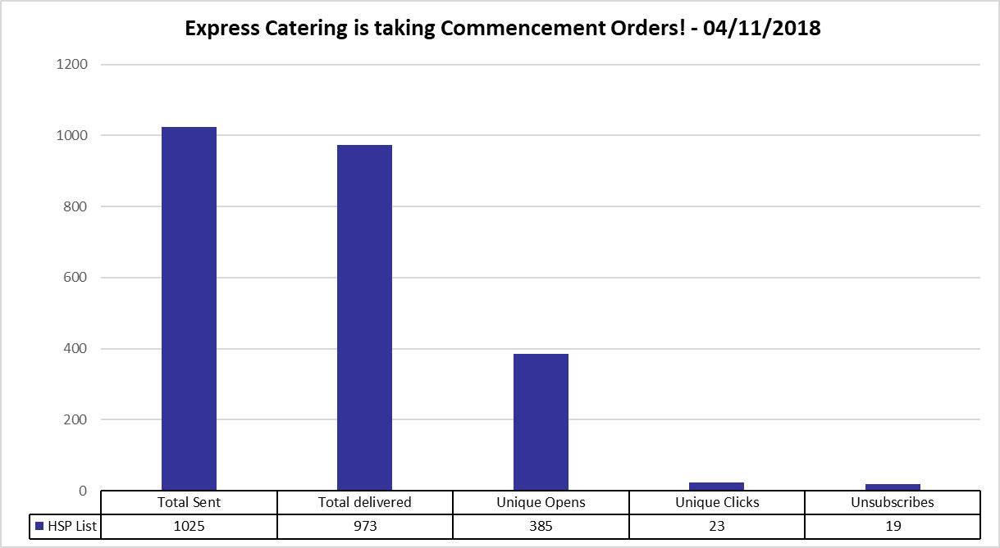 Express Catering is taking Commencement Orders! - 04/11/2018
1200
1000
800
600
400
200
0
Total Sent Total delivered Unique Opens Unique Clicks Unsubscribes
HSP List 1025 973 385 23 19